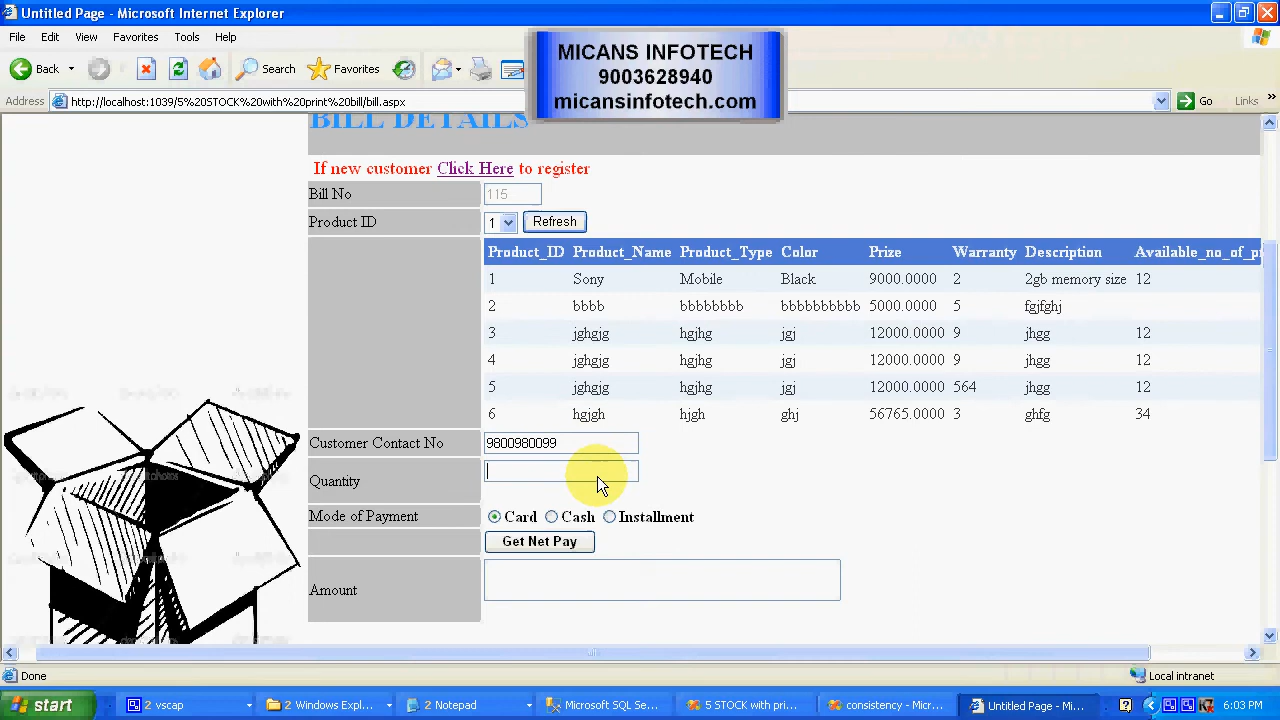 Untitled Page - Microsoft Internet Explorer
File Edit View Favorites Tools Help
MICANS INFOTECH
9003628940
micansinfotech.com
Back Search Favorites
Address http://localhost:1039/5%20STOCK%20with%20print%20bill/bill.aspx Go Links »
BILL DETAILS
If new customer Click Here to register
Bill No 115
Product ID 1 Refresh
Product_ID Product_Name Product_Type Color Prize Warranty Description Available_no_of_p
1 Sony Mobile Black 9000.0000 2 2gb memory size 12
2 bbbb bbbbbbbb bbbbbbbbbb 5000.0000 5 fgjfghj
3 jghgjg hgjhg jgj 12000.0000 9 jhgg 12
4 jghgjg hgjhg jgj 12000.0000 9 jhgg 12
5 jghgjg hgjhg jgj 12000.0000 564 jhgg 12
6 hgjgh hjgh ghj 56765.0000 3 ghfg 34
Customer Contact No 9800980099
Quantity
Mode of Payment Card Cash Installment
Get Net Pay
Amount
Done Local intranet
start 2 vscap 2 Windows Expl... 2 Notepad Microsoft SQL Se... 5 STOCK with pri... consistency - Micr... Untitled Page - Mi... 6:03 PM